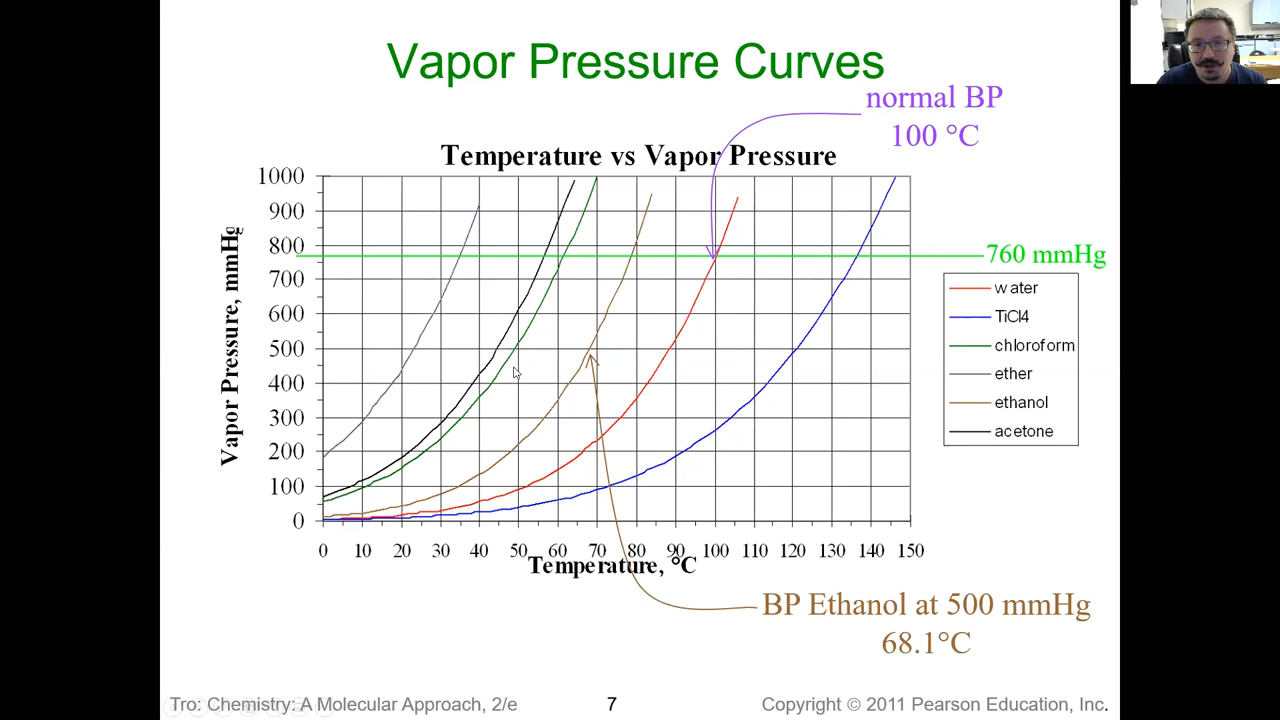 Vapor Pressure Curves
normal BP
100 °C
Temperature vs Vapor Pressure
1000
900
800
700
600
500
400
300
200
100
0
Vapor Pressure, mmHg
760 mmHg
water
TiCl4
chloroform
ether
ethanol
acetone
0 10 20 30 40 50 60 70 80 90 100 110 120 130 140 150
Temperature, °C
BP Ethanol at 500 mmHg
68.1°C
Tro: Chemistry: A Molecular Approach, 2/e
7
Copyright © 2011 Pearson Education, Inc.